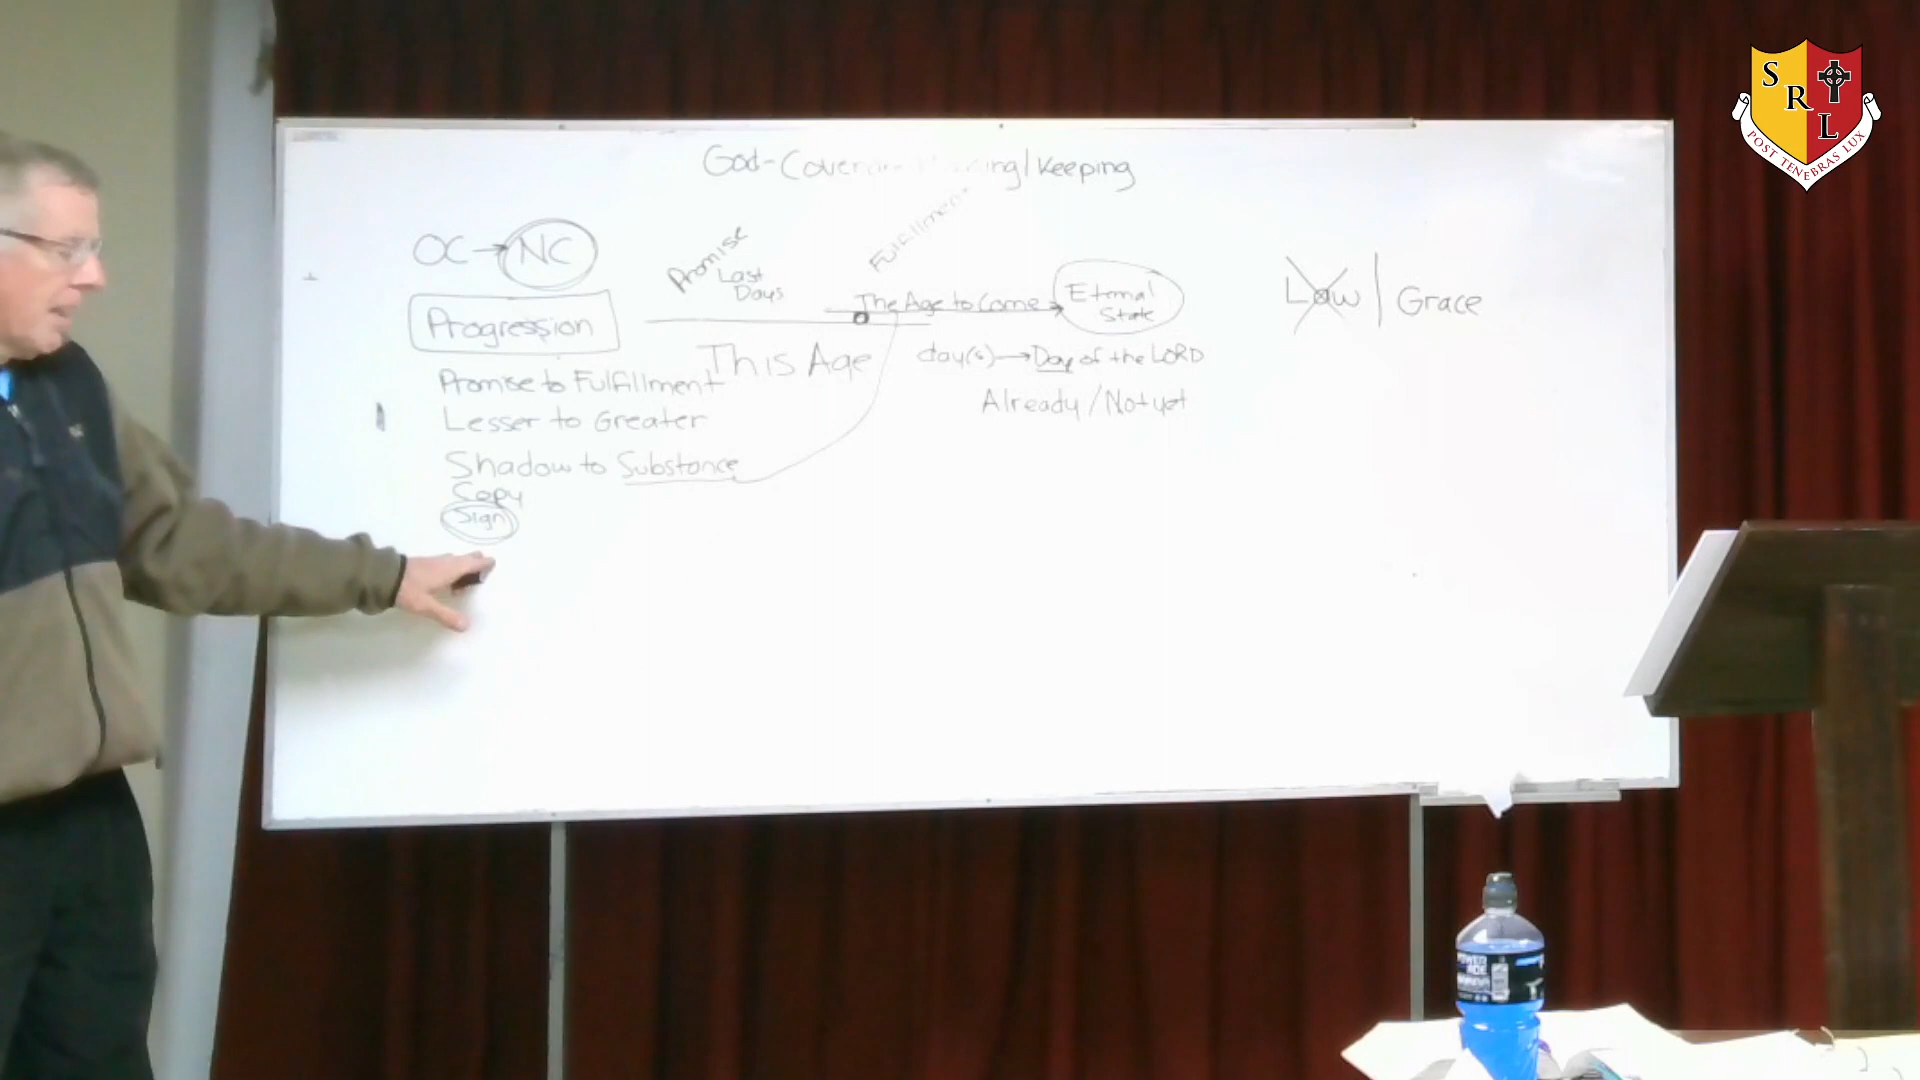 God- keeping
OC → NC
Progression
Promise to Fulfillment
Lesser to Greater
Shadow to Substance
Copy
Sign
Promise
Last
Days
Fulfillment
The Age to Come
This Age
Eternal
State
day(s) → Day of the LORD
Already / Not yet
Law | Grace
S R L
POST TENEBRAS LUX
POWER
ADE